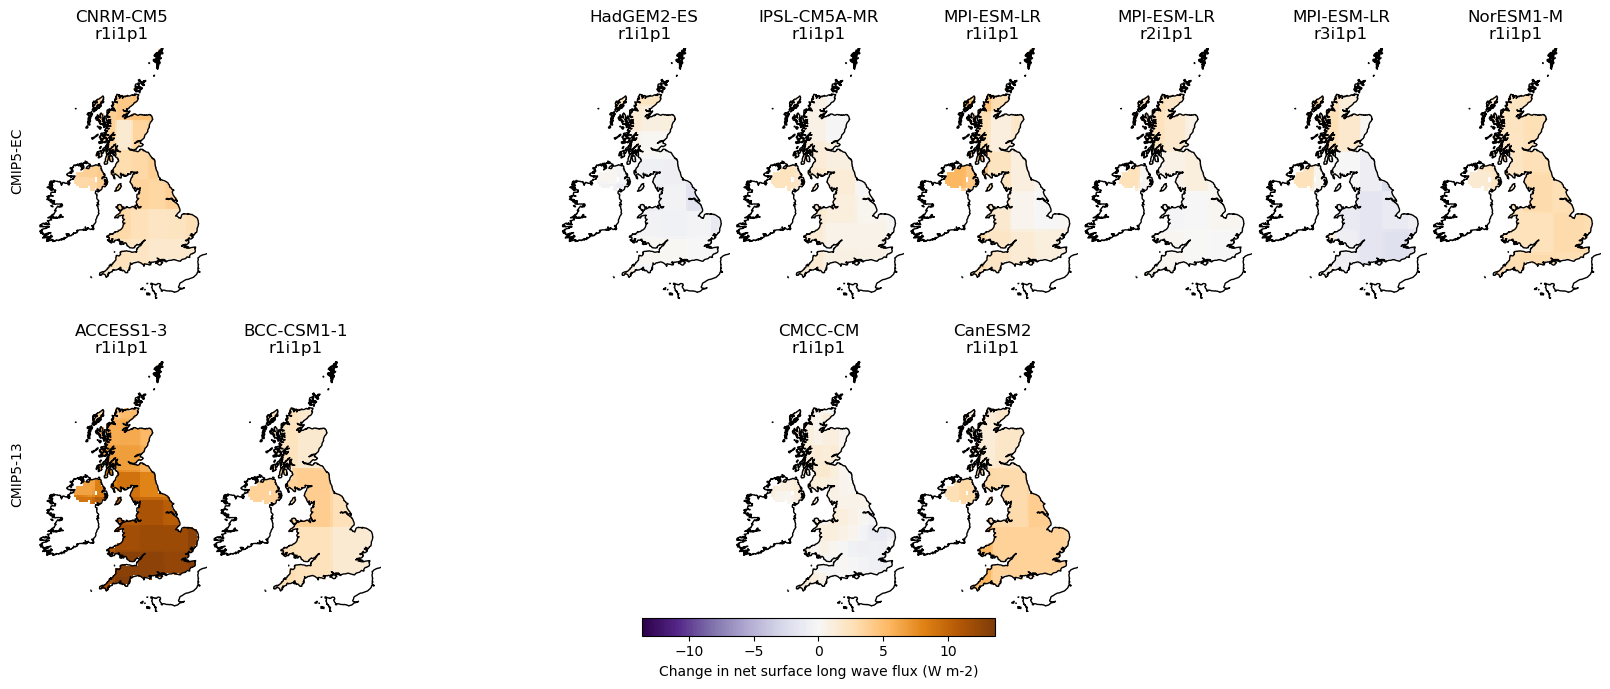 CNRM-CM5
r1i1p1
HadGEM2-ES
r1i1p1
IPSL-CM5A-MR
r1i1p1
MPI-ESM-LR
r1i1p1
MPI-ESM-LR
r2i1p1
MPI-ESM-LR
r3i1p1
NorESM1-M
r1i1p1
CMIP5-EC
ACCESS1-3
r1i1p1
BCC-CSM1-1
r1i1p1
CMCC-CM
r1i1p1
CanESM2
r1i1p1
CMIP5-13
−10 −5 0 5 10
Change in net surface long wave flux (W m-2)